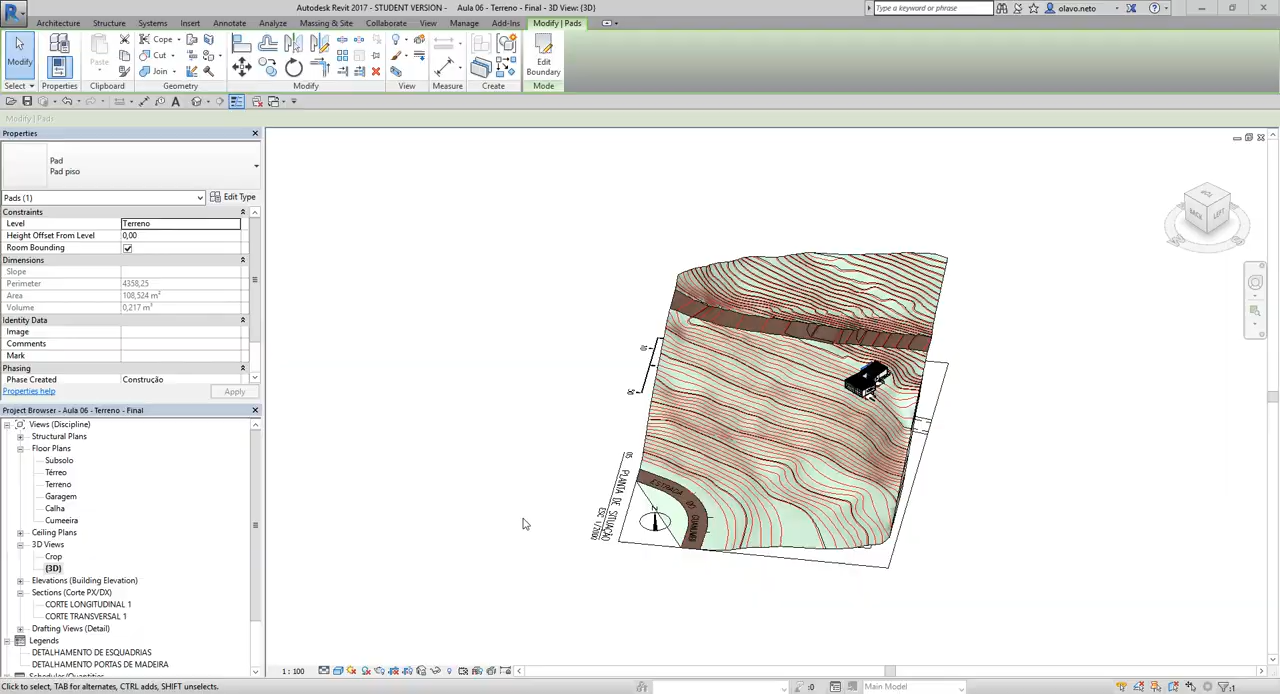 Autodesk Revit 2017 - STUDENT VERSION - Aula 06 - Terreno - Final - 3D View: {3D}
Type a keyword or phrase
olavo.neto
Architecture Structure Systems Insert Annotate Analyze Massing & Site Collaborate View Manage Add-Ins Modify | Pads
Modify
Paste
Cope
Cut
Join
Edit Boundary
Select Properties Clipboard Geometry Modify View Measure Create Mode
Modify | Pads
Properties
Pad
Pad piso
Pads (1)
Edit Type
Constraints
Level Terreno
Height Offset From Level 0,00
Room Bounding
Dimensions
Slope
Perimeter 4358,25
Area 108,524 m²
Volume 0,217 m³
Identity Data
Image
Comments
Mark
Phasing
Phase Created Construção
Properties help
Apply
Project Browser - Aula 06 - Terreno - Final
Views (Discipline)
Structural Plans
Floor Plans
Subsolo
Térreo
Terreno
Garagem
Calha
Cumeeira
Ceiling Plans
3D Views
Crop
{3D}
Elevations (Building Elevation)
Sections (Corte PX/DX)
CORTE LONGITUDINAL 1
CORTE TRANSVERSAL 1
Drafting Views (Detail)
Legends
DETALHAMENTO DE ESQUADRIAS
DETALHAMENTO PORTAS DE MADEIRA
BACK
LEFT
PLANTA DE SITUAÇÃO
1 : 100
Click to select, TAB for alternates, CTRL adds, SHIFT unselects.
:0
Main Model
:1